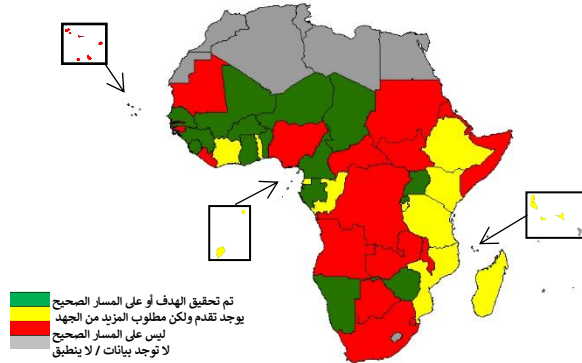 تم تحقيق الهدف أو على المسار الصحيح
يوجد تقدم ولكن مطلوب المزيد من الجهد
ليس على المسار الصحيح
لا توجد بيانات / لا ينطبق